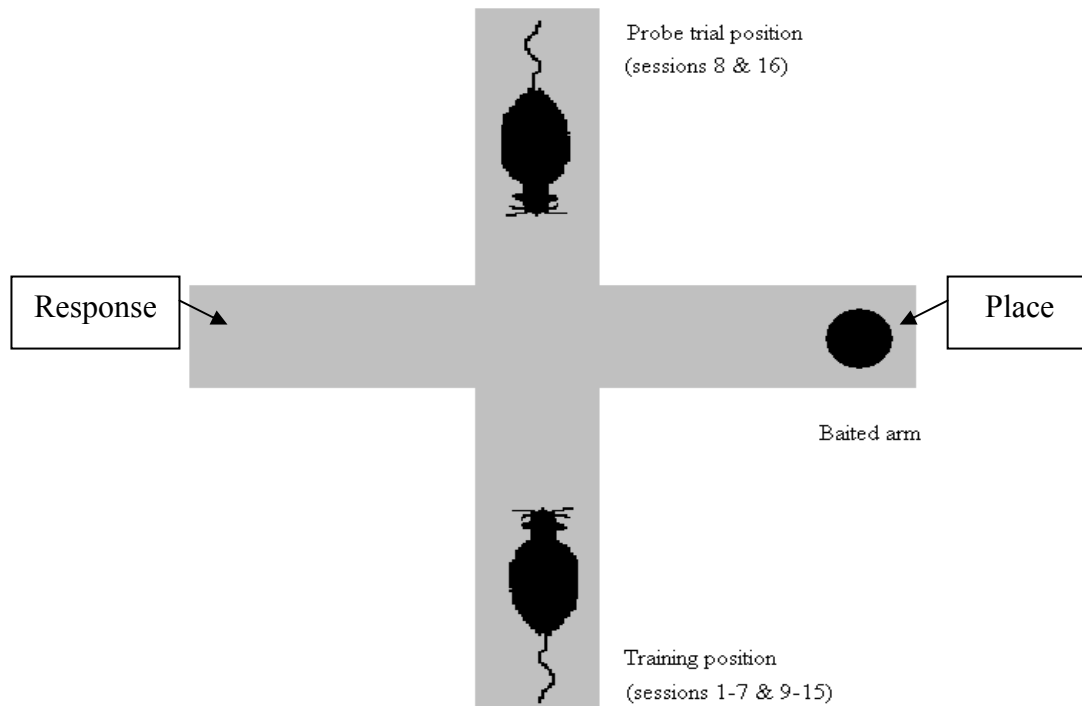 Probe trial position
(sessions 8 & 16)
Response
Place
Baited arm
Training position
(sessions 1-7 & 9-15)